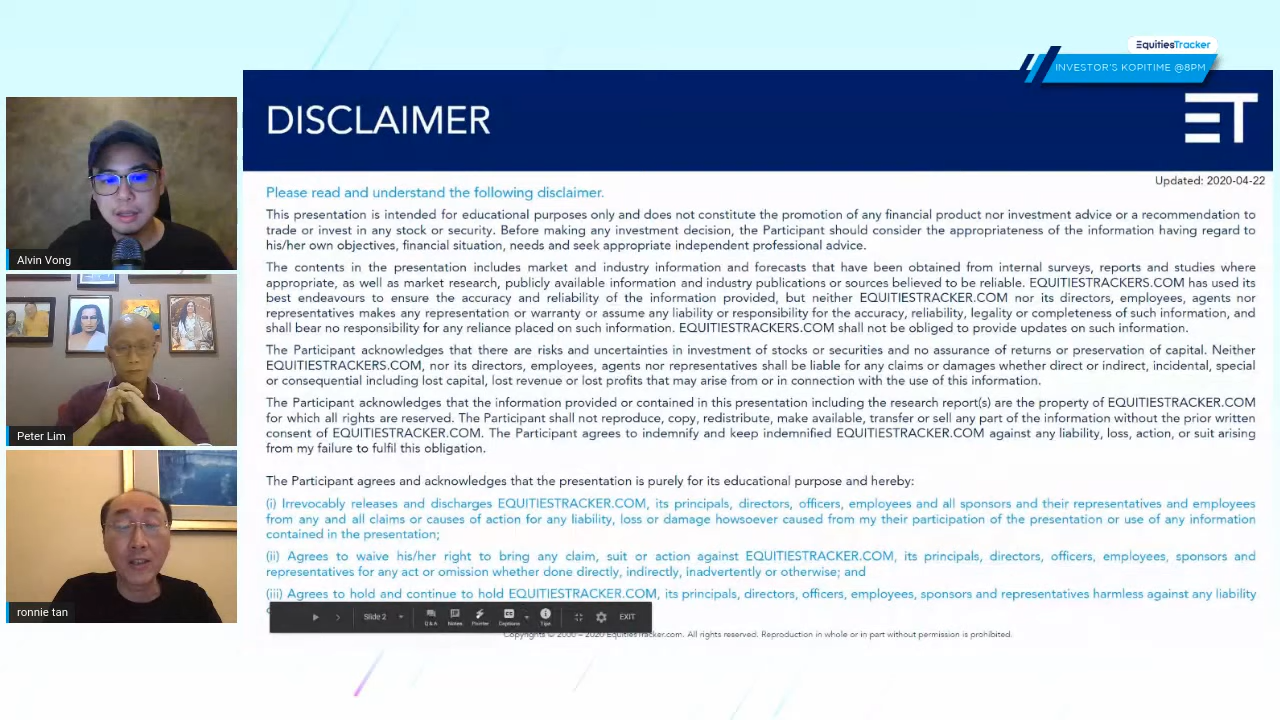 EquitiesTracker
INVESTOR'S KOPITIME @8PM
DISCLAIMER
ET
Updated: 2020-04-22
Please read and understand the following disclaimer.
This presentation is intended for educational purposes only and does not constitute the promotion of any financial product nor investment advice or a recommendation to
trade or invest in any stock or security. Before making any investment decision, the Participant should consider the appropriateness of the information having regard to
his/her own objectives, financial situation, needs and seek appropriate independent professional advice.
The contents in the presentation includes market and industry information and forecasts that have been obtained from internal surveys, reports and studies where
appropriate, as well as market research, publicly available information and industry publications or sources believed to be reliable. EQUITIESTRACKERS.COM has used its
best endeavours to ensure the accuracy and reliability of the information provided, but neither EQUITIESTRACKER.COM nor its directors, employees, agents nor
representatives makes any representation or warranty or assume any liability or responsibility for the accuracy, reliability, legality or completeness of such information, and
shall bear no responsibility for any reliance placed on such information. EQUITIESTRACKERS.COM shall not be obliged to provide updates on such information.
The Participant acknowledges that there are risks and uncertainties in investment of stocks or securities and no assurance of returns or preservation of capital. Neither
EQUITIESTRACKERS.COM, nor its directors, employees, agents nor representatives shall be liable for any claims or damages whether direct or indirect, incidental, special
or consequential including lost capital, lost revenue or lost profits that may arise from or in connection with the use of this information.
The Participant acknowledges that the information provided or contained in this presentation including the research report(s) are the property of EQUITIESTRACKER.COM
for which all rights are reserved. The Participant shall not reproduce, copy, redistribute, make available, transfer or sell any part of the information without the prior written
consent of EQUITIESTRACKER.COM. The Participant agrees to indemnify and keep indemnified EQUITIESTRACKER.COM against any liability, loss, action, or suit arising
from my failure to fulfil this obligation.
The Participant agrees and acknowledges that the presentation is purely for its educational purpose and hereby:
(i) Irrevocably releases and discharges EQUITIESTRACKER.COM, its principals, directors, officers, employees and all sponsors and their representatives and employees
from any and all claims or causes of action for any liability, loss or damage howsoever caused from my their participation of the presentation or use of any information
contained in the presentation;
(ii) Agrees to waive his/her right to bring any claim, suit or action against EQUITIESTRACKER.COM, its principals, directors, officers, employees, sponsors and
representatives for any act or omission whether done directly, indirectly, inadvertently or otherwise; and
(iii) Agrees to hold and continue to hold EQUITIESTRACKER.COM, its principals, directors, officers, employees, sponsors and representatives harmless against any liability
Slide 2
Q & A
Notes
Pointer
Captions
Tips
EXIT
Copyrights © 2000 – 2020 EquitiesTracker.com. All rights reserved. Reproduction in whole or in part without permission is prohibited.
Alvin Vong
Peter Lim
ronnie tan